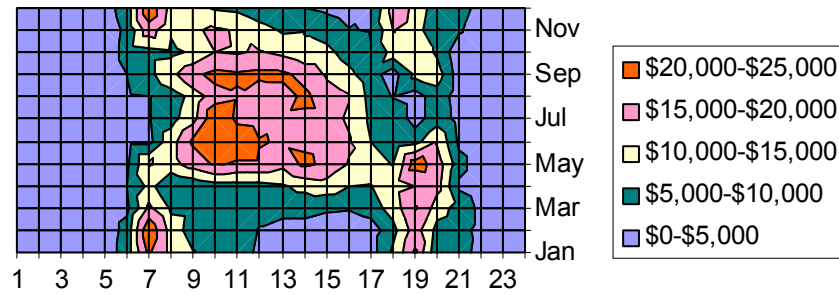 Nov
Sep
Jul
May
Mar
Jan
1 3 5 7 9 11 13 15 17 19 21 23
$20,000-$25,000
$15,000-$20,000
$10,000-$15,000
$5,000-$10,000
$0-$5,000